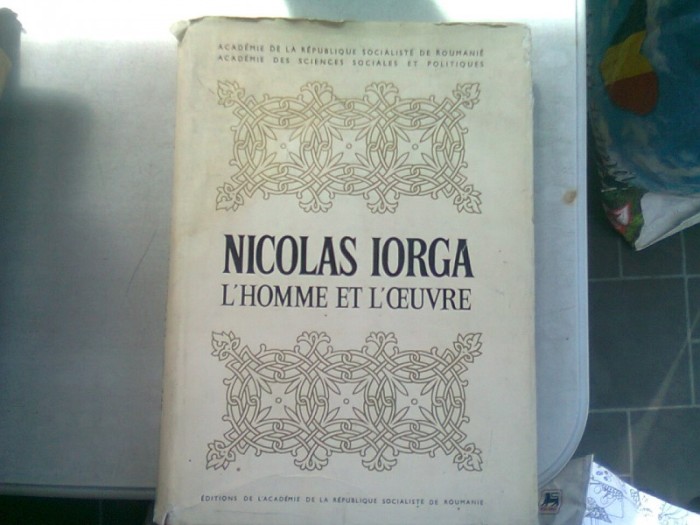 ACADÉMIE DE LA RÉPUBLIQUE SOCIALISTE DE ROUMANIE
ACADÉMIE DES SCIENCES SOCIALES ET POLITIQUES
NICOLAS IORGA
L'HOMME ET L'ŒUVRE
ÉDITIONS DE L'ACADÉMIE DE LA RÉPUBLIQUE SOCIALISTE DE ROUMANIE